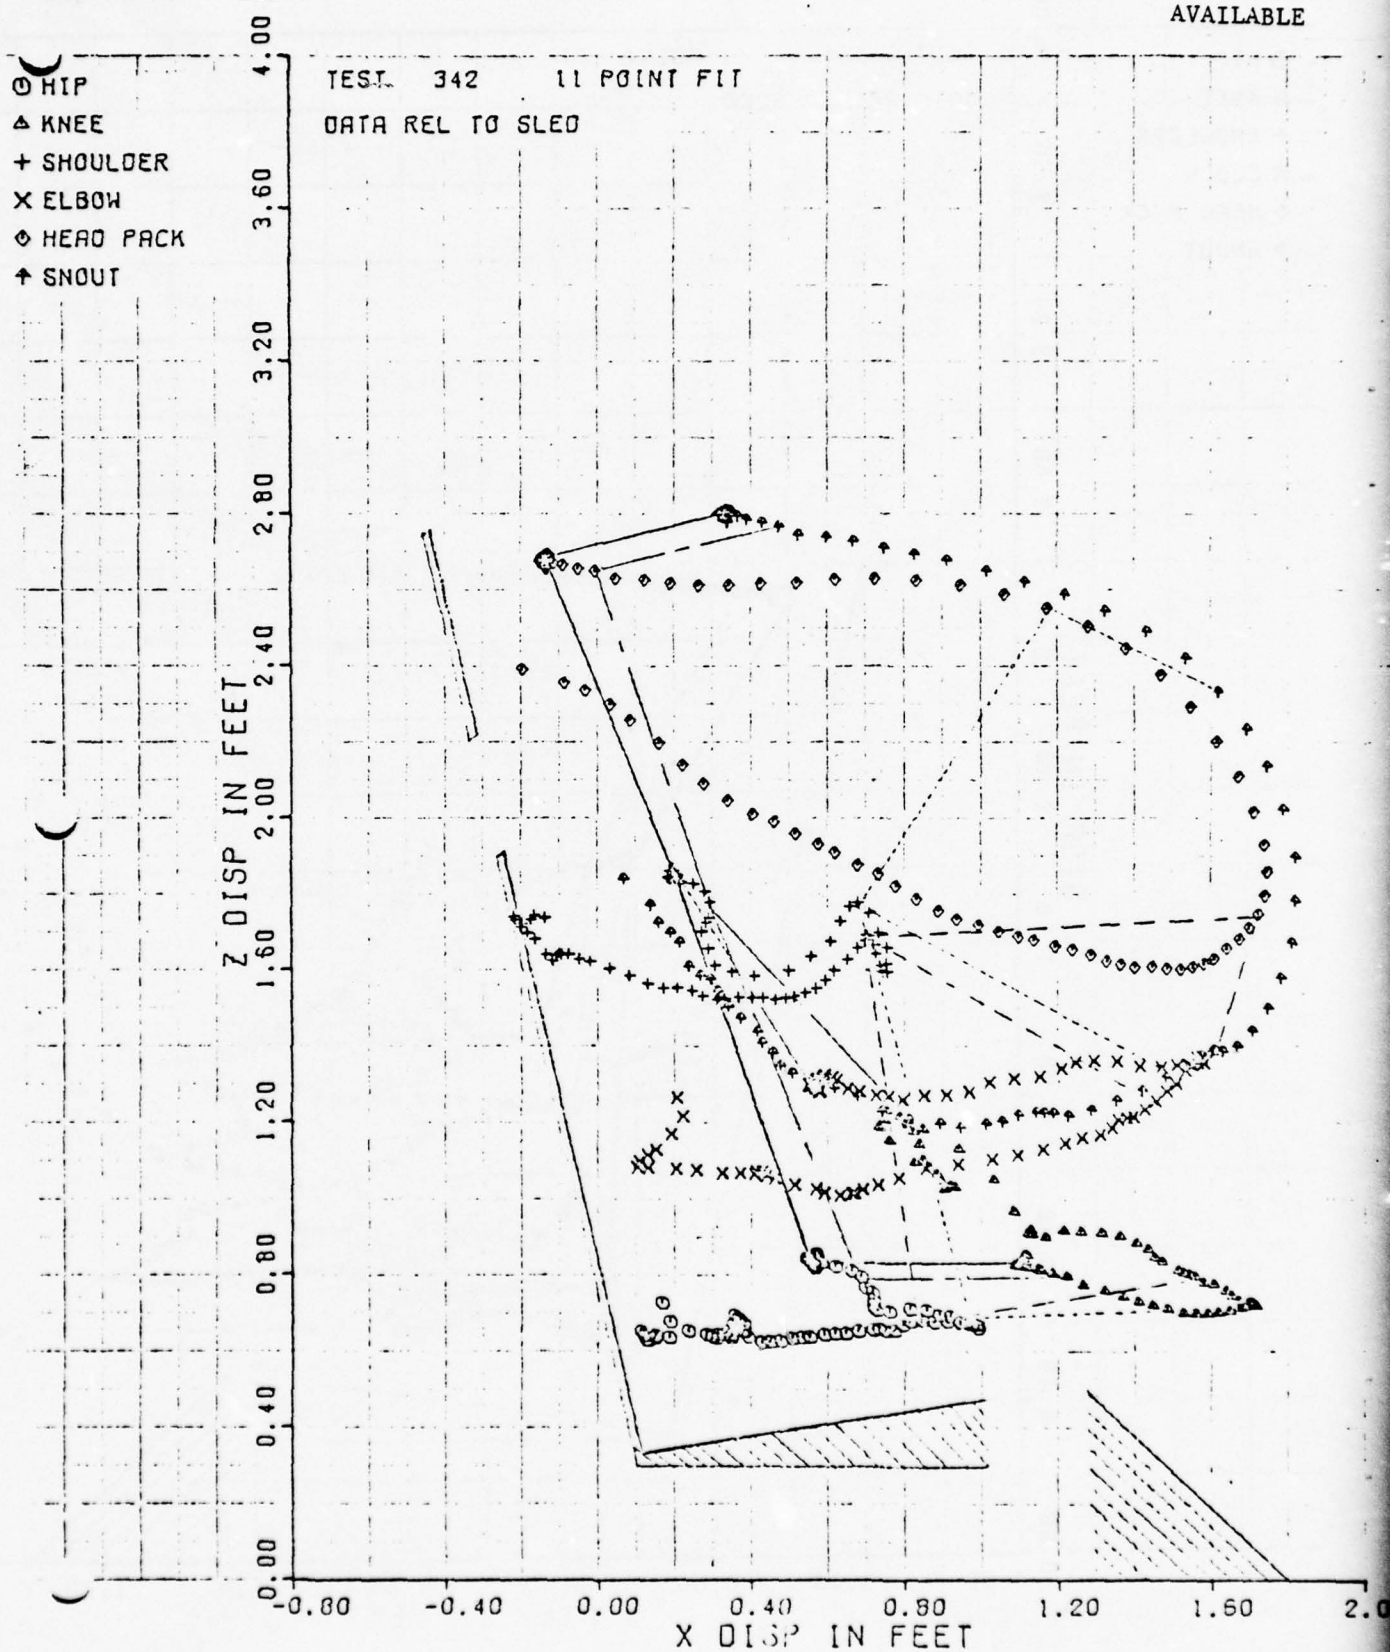 AVAILABLE
TEST 342 11 POINT FIT
DATA REL TO SLED
HIP
KNEE
+ SHOULDER
X ELBOW
HEAD PACK
SNOUT
4.00
3.60
3.20
2.80
2.40
2.00
1.60
1.20
0.80
0.40
0.00
Z DISP IN FEET
-0.80 -0.40 0.00 0.40 0.80 1.20 1.60 2.0
X DISP IN FEET